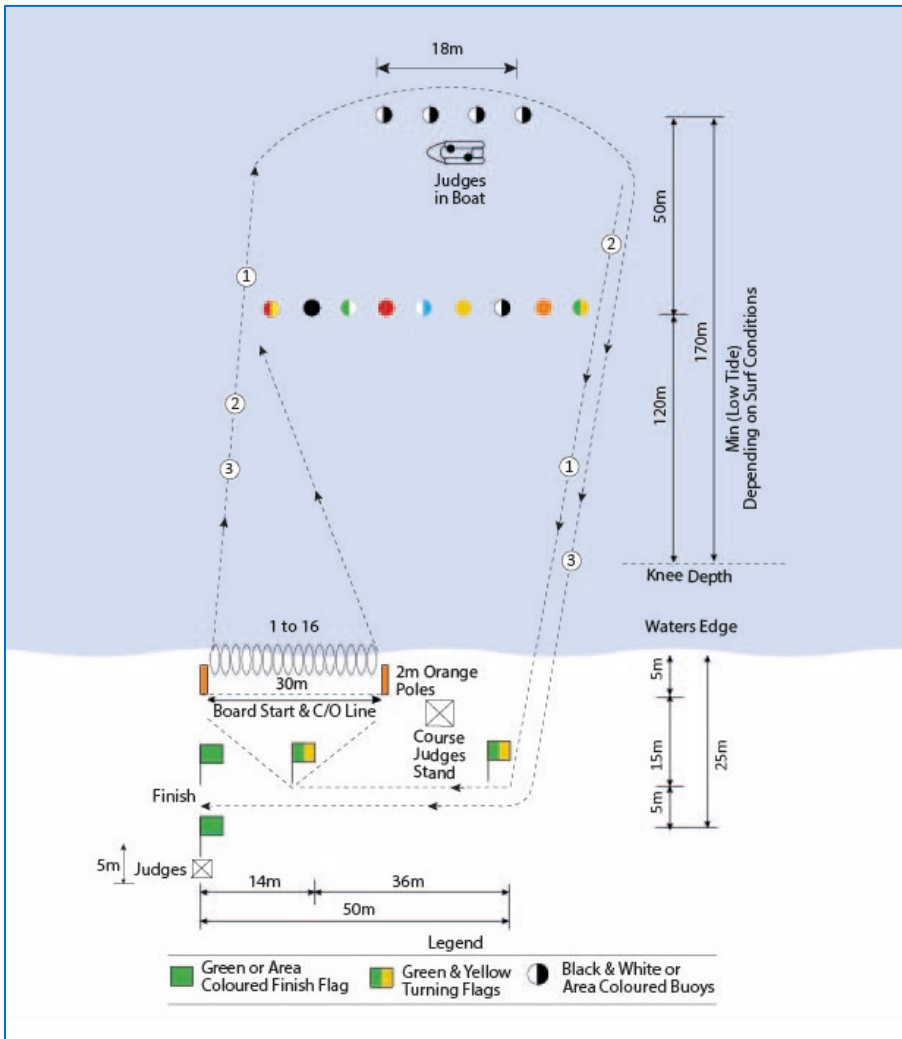 18m
Judges
in Boat
50m
2
1
170m
Min (Low Tide)
Depending on Surf Conditions
120m
2
1
3
3
Knee Depth
1 to 16
Waters Edge
30m
2m Orange
Poles
5m
Board Start & C/O Line
Course
Judges
Stand
15m
25m
Finish
5m
5m
Judges
14m
36m
50m
Legend
Green or Area
Coloured Finish Flag
Green & Yellow
Turning Flags
Black & White or
Area Coloured Buoys